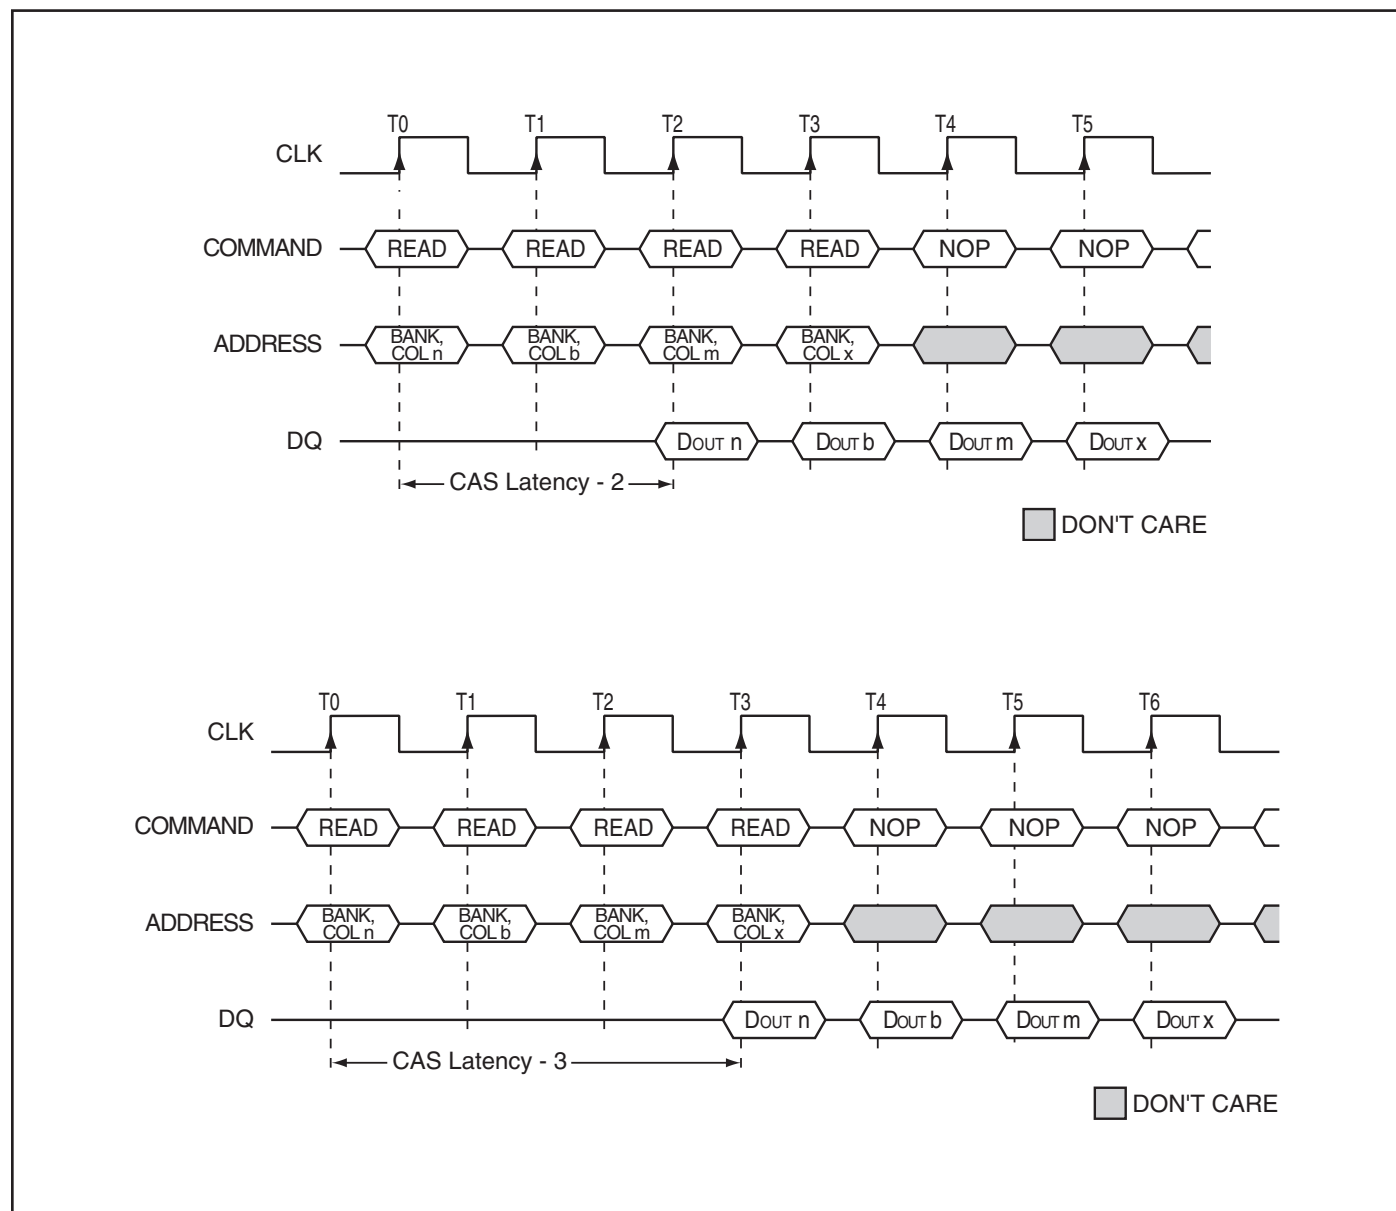 T0 T1 T2 T3 T4 T5
CLK
COMMAND READ READ READ READ NOP NOP
ADDRESS BANK, COL n BANK, COL b BANK, COL m BANK, COL x
DQ DOUT n DOUT b DOUT m DOUT x
CAS Latency - 2
DON'T CARE
T0 T1 T2 T3 T4 T5 T6
CLK
COMMAND READ READ READ READ NOP NOP NOP
ADDRESS BANK, COL n BANK, COL b BANK, COL m BANK, COL x
DQ DOUT n DOUT b DOUT m DOUT x
CAS Latency - 3
DON'T CARE